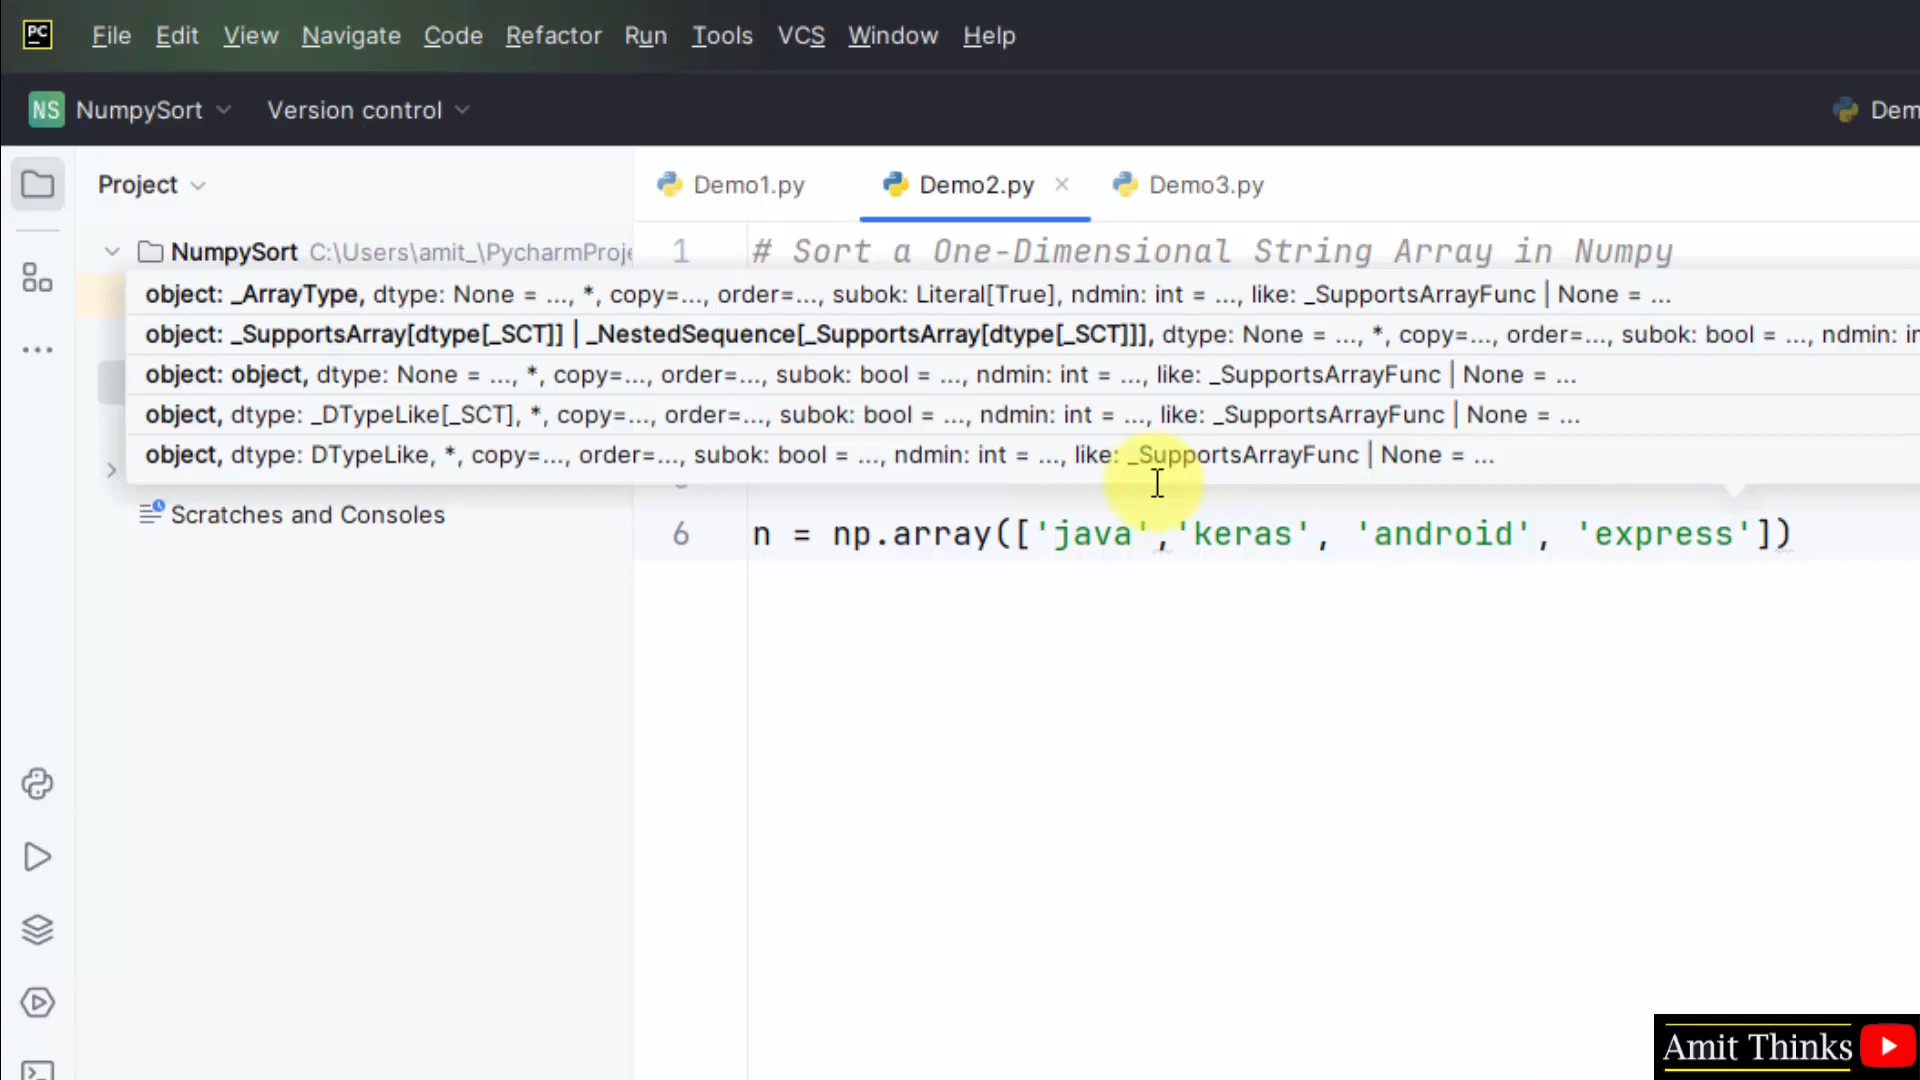 PC
File Edit View Navigate Code Refactor Run Tools VCS Window Help
NS NumpySort Version control Dem
Project
Demo1.py Demo2.py Demo3.py
NumpySort C:\Users\amit_\PycharmProje
1 # Sort a One-Dimensional String Array in Numpy
object: _ArrayType, dtype: None = ..., *, copy=..., order=..., subok: Literal[True], ndmin: int = ..., like: _SupportsArrayFunc | None = ...
object: _SupportsArray[dtype[_SCT]] | _NestedSequence[_SupportsArray[dtype[_SCT]]], dtype: None = ..., *, copy=..., order=..., subok: bool = ..., ndmin: in
object: object, dtype: None = ..., *, copy=..., order=..., subok: bool = ..., ndmin: int = ..., like: _SupportsArrayFunc | None = ...
object, dtype: _DTypeLike[_SCT], *, copy=..., order=..., subok: bool = ..., ndmin: int = ..., like: _SupportsArrayFunc | None = ...
object, dtype: DTypeLike, *, copy=..., order=..., subok: bool = ..., ndmin: int = ..., like: _SupportsArrayFunc | None = ...
Scratches and Consoles
6 n = np.array(['java','keras', 'android', 'express'])
Amit Thinks